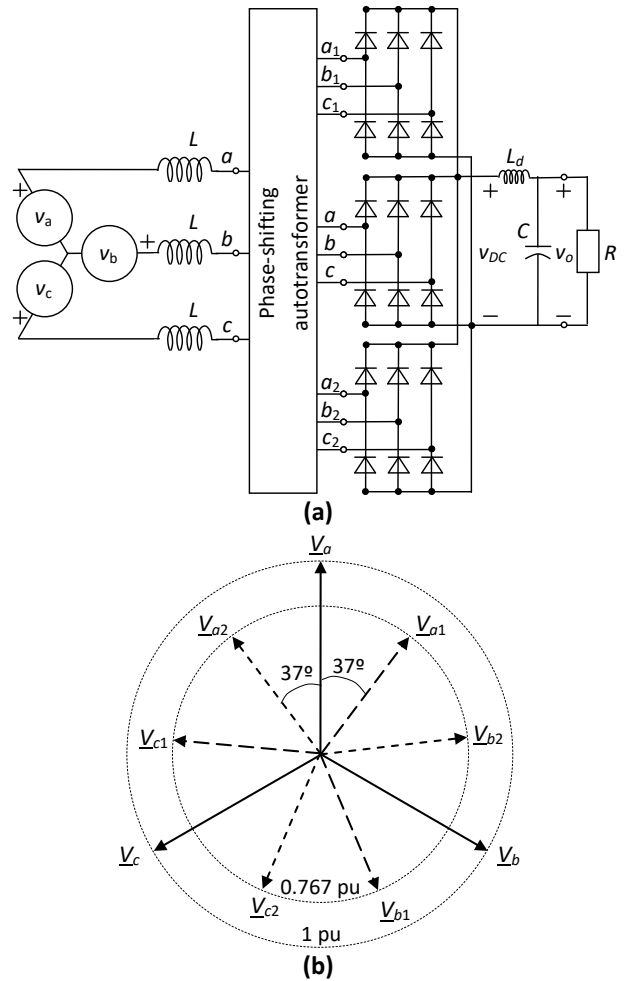 a1
b1
c1
L a
va
+
vb
+
L b
vc
+
L c
Phase-shifting
autotransformer
a
b
c
Ld
+
+
C
vDC
vo
R
−
−
a2
b2
c2
(a)
Va
Va2
Va1
37º
37º
Vc1
Vb2
Vc
Vb
0.767 pu
Vc2
Vb1
1 pu
(b)